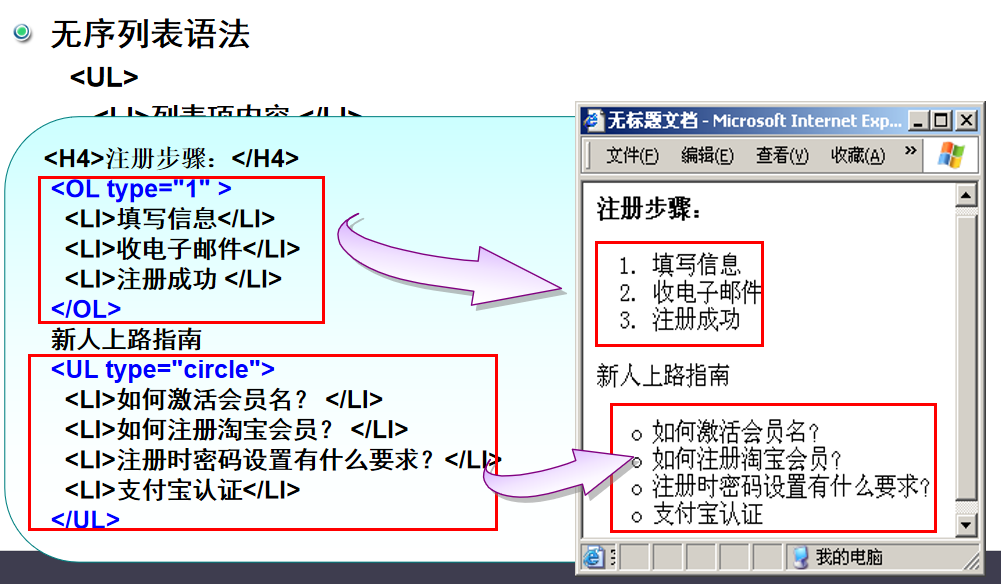 无序列表语法
<UL>
<LI>列表项内容 </LI>
<H4>注册步骤：</H4>
<OL type="1" >
<LI>填写信息</LI>
<LI>收电子邮件</LI>
<LI>注册成功 </LI>
</OL>
新人上路指南
<UL type="circle">
<LI>如何激活会员名？ </LI>
<LI>如何注册淘宝会员？ </LI>
<LI>注册时密码设置有什么要求？</LI>
<LI>支付宝认证</LI>
</UL>
无标题文档 - Microsoft Internet Exp...
文件(F) 编辑(E) 查看(V) 收藏(A) »
注册步骤：
1. 填写信息
2. 收电子邮件
3. 注册成功
新人上路指南
如何激活会员名？
如何注册淘宝会员？
注册时密码设置有什么要求？
支付宝认证
我的电脑